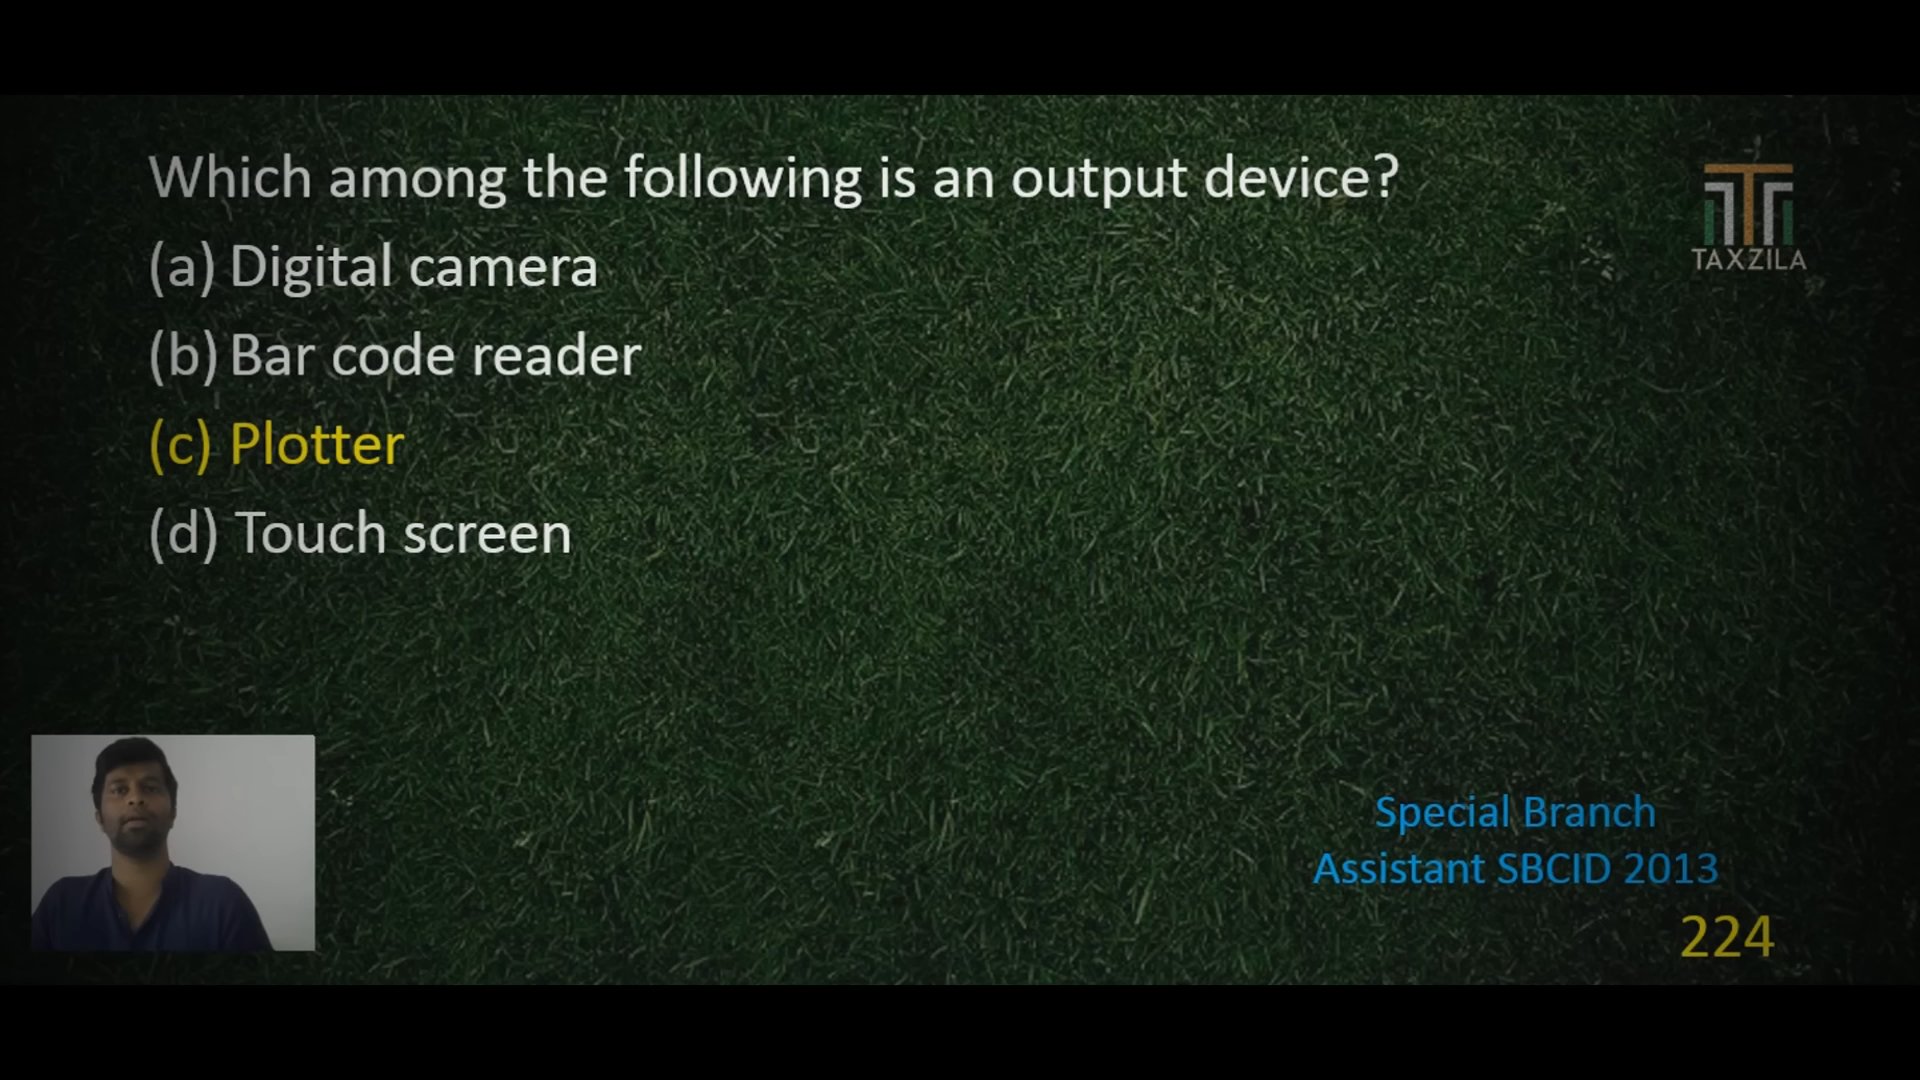 Which among the following is an output device?
(a) Digital camera
(b) Bar code reader
(c) Plotter
(d) Touch screen
TAXZILA
Special Branch
Assistant SBCID 2013
224